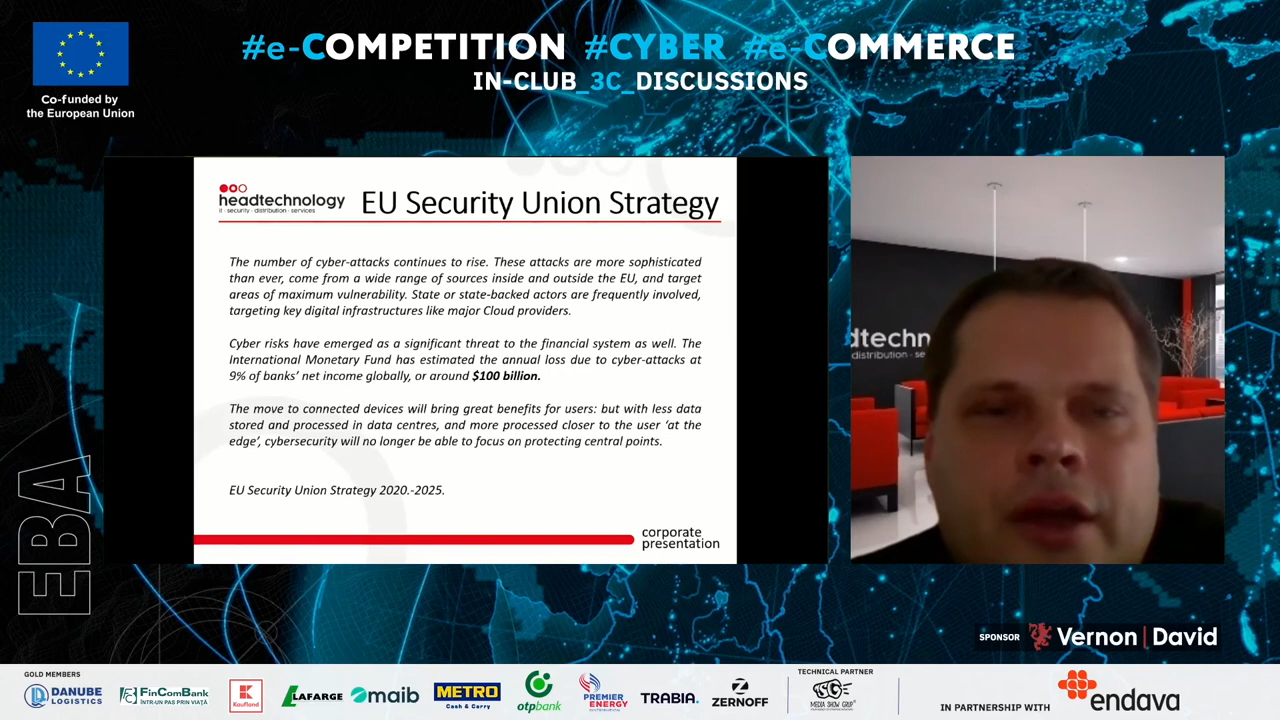 #e-COMPETITION #CYBER #e-COMMERCE
IN-CLUB_3C_DISCUSSIONS
Co-funded by
the European Union
headtechnology
it · security · distribution · services
EU Security Union Strategy
The number of cyber-attacks continues to rise. These attacks are more sophisticated
than ever, come from a wide range of sources inside and outside the EU, and target
areas of maximum vulnerability. State or state-backed actors are frequently involved,
targeting key digital infrastructures like major Cloud providers.
Cyber risks have emerged as a significant threat to the financial system as well. The
International Monetary Fund has estimated the annual loss due to cyber-attacks at
9% of banks' net income globally, or around $100 billion.
The move to connected devices will bring great benefits for users: but with less data
stored and processed in data centres, and more processed closer to the user 'at the
edge', cybersecurity will no longer be able to focus on protecting central points.
EU Security Union Strategy 2020.-2025.
corporate
presentation
dtechn
distribution · se
EBA
SPONSOR
Vernon | David
GOLD MEMBERS
DANUBE
LOGISTICS
FinComBank
ÎNTR-UN PAS PRIN VIAȚĂ
Kaufland
LAFARGE
maib
METRO
Cash & Carry
otpbank
PREMIER
ENERGY
TRABIA
ZERNOFF
TECHNICAL PARTNER
MEDIA SHOW GRUP
IN PARTNERSHIP WITH
endava